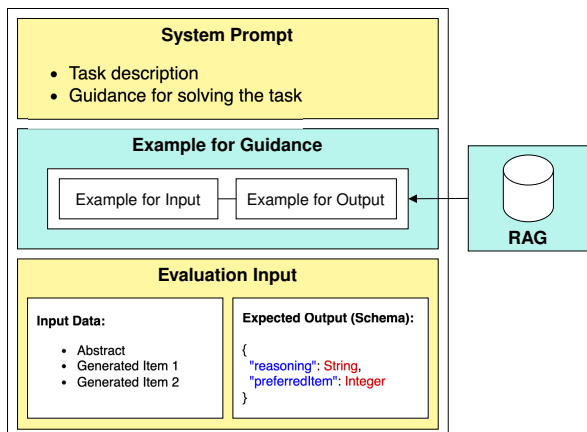 System Prompt
• Task description
• Guidance for solving the task
Example for Guidance
Example for Input
Example for Output
RAG
Evaluation Input
Input Data:
• Abstract
• Generated Item 1
• Generated Item 2
Expected Output (Schema):
{
"reasoning": String,
"preferredItem": Integer
}